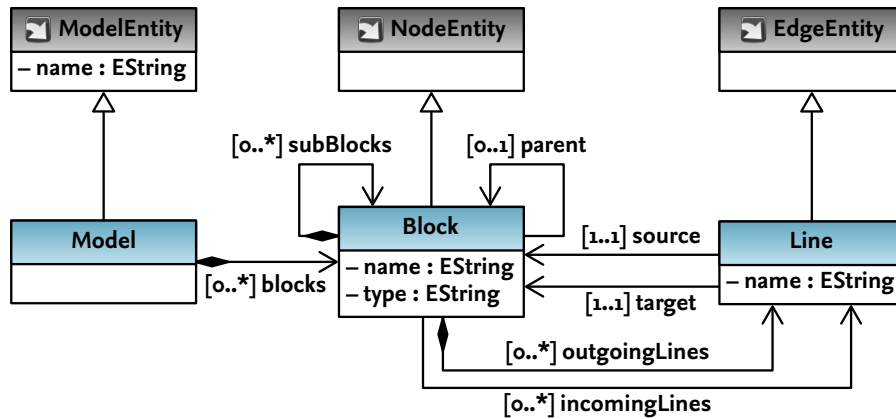 ModelEntity
– name : EString
NodeEntity
EdgeEntity
[0..*] subBlocks
[0..1] parent
Model
[0..*] blocks
Block
– name : EString
– type : EString
[1..1] source
[1..1] target
Line
– name : EString
[0..*] outgoingLines
[0..*] incomingLines